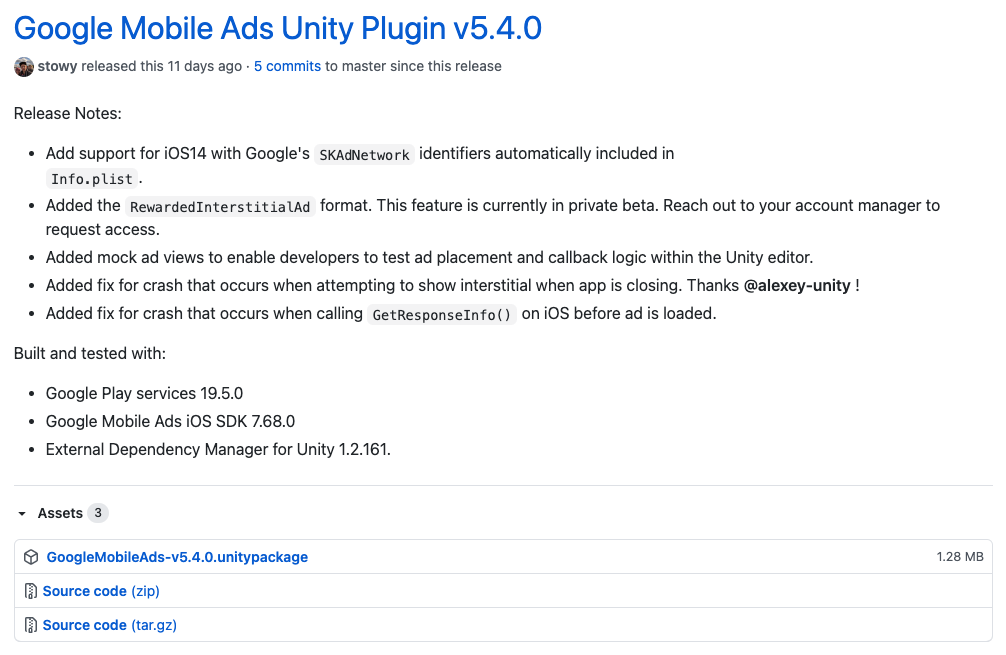 Google Mobile Ads Unity Plugin v5.4.0
stowy released this 11 days ago · 5 commits to master since this release
Release Notes:
• Add support for iOS14 with Google's SKAdNetwork identifiers automatically included in
Info.plist .
• Added the RewardedInterstitialAd format. This feature is currently in private beta. Reach out to your account manager to
request access.
• Added mock ad views to enable developers to test ad placement and callback logic within the Unity editor.
• Added fix for crash that occurs when attempting to show interstitial when app is closing. Thanks @alexey-unity !
• Added fix for crash that occurs when calling GetResponseInfo() on iOS before ad is loaded.
Built and tested with:
• Google Play services 19.5.0
• Google Mobile Ads iOS SDK 7.68.0
• External Dependency Manager for Unity 1.2.161.
Assets 3
GoogleMobileAds-v5.4.0.unitypackage 1.28 MB
Source code (zip)
Source code (tar.gz)